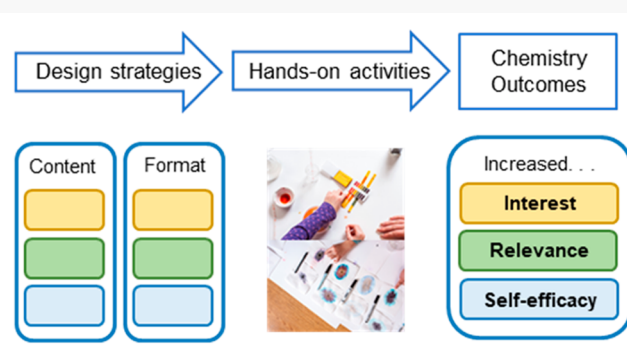 Design strategies
Hands-on activities
Chemistry
Outcomes
Content
Format
Increased. . .
Interest
Relevance
Self-efficacy